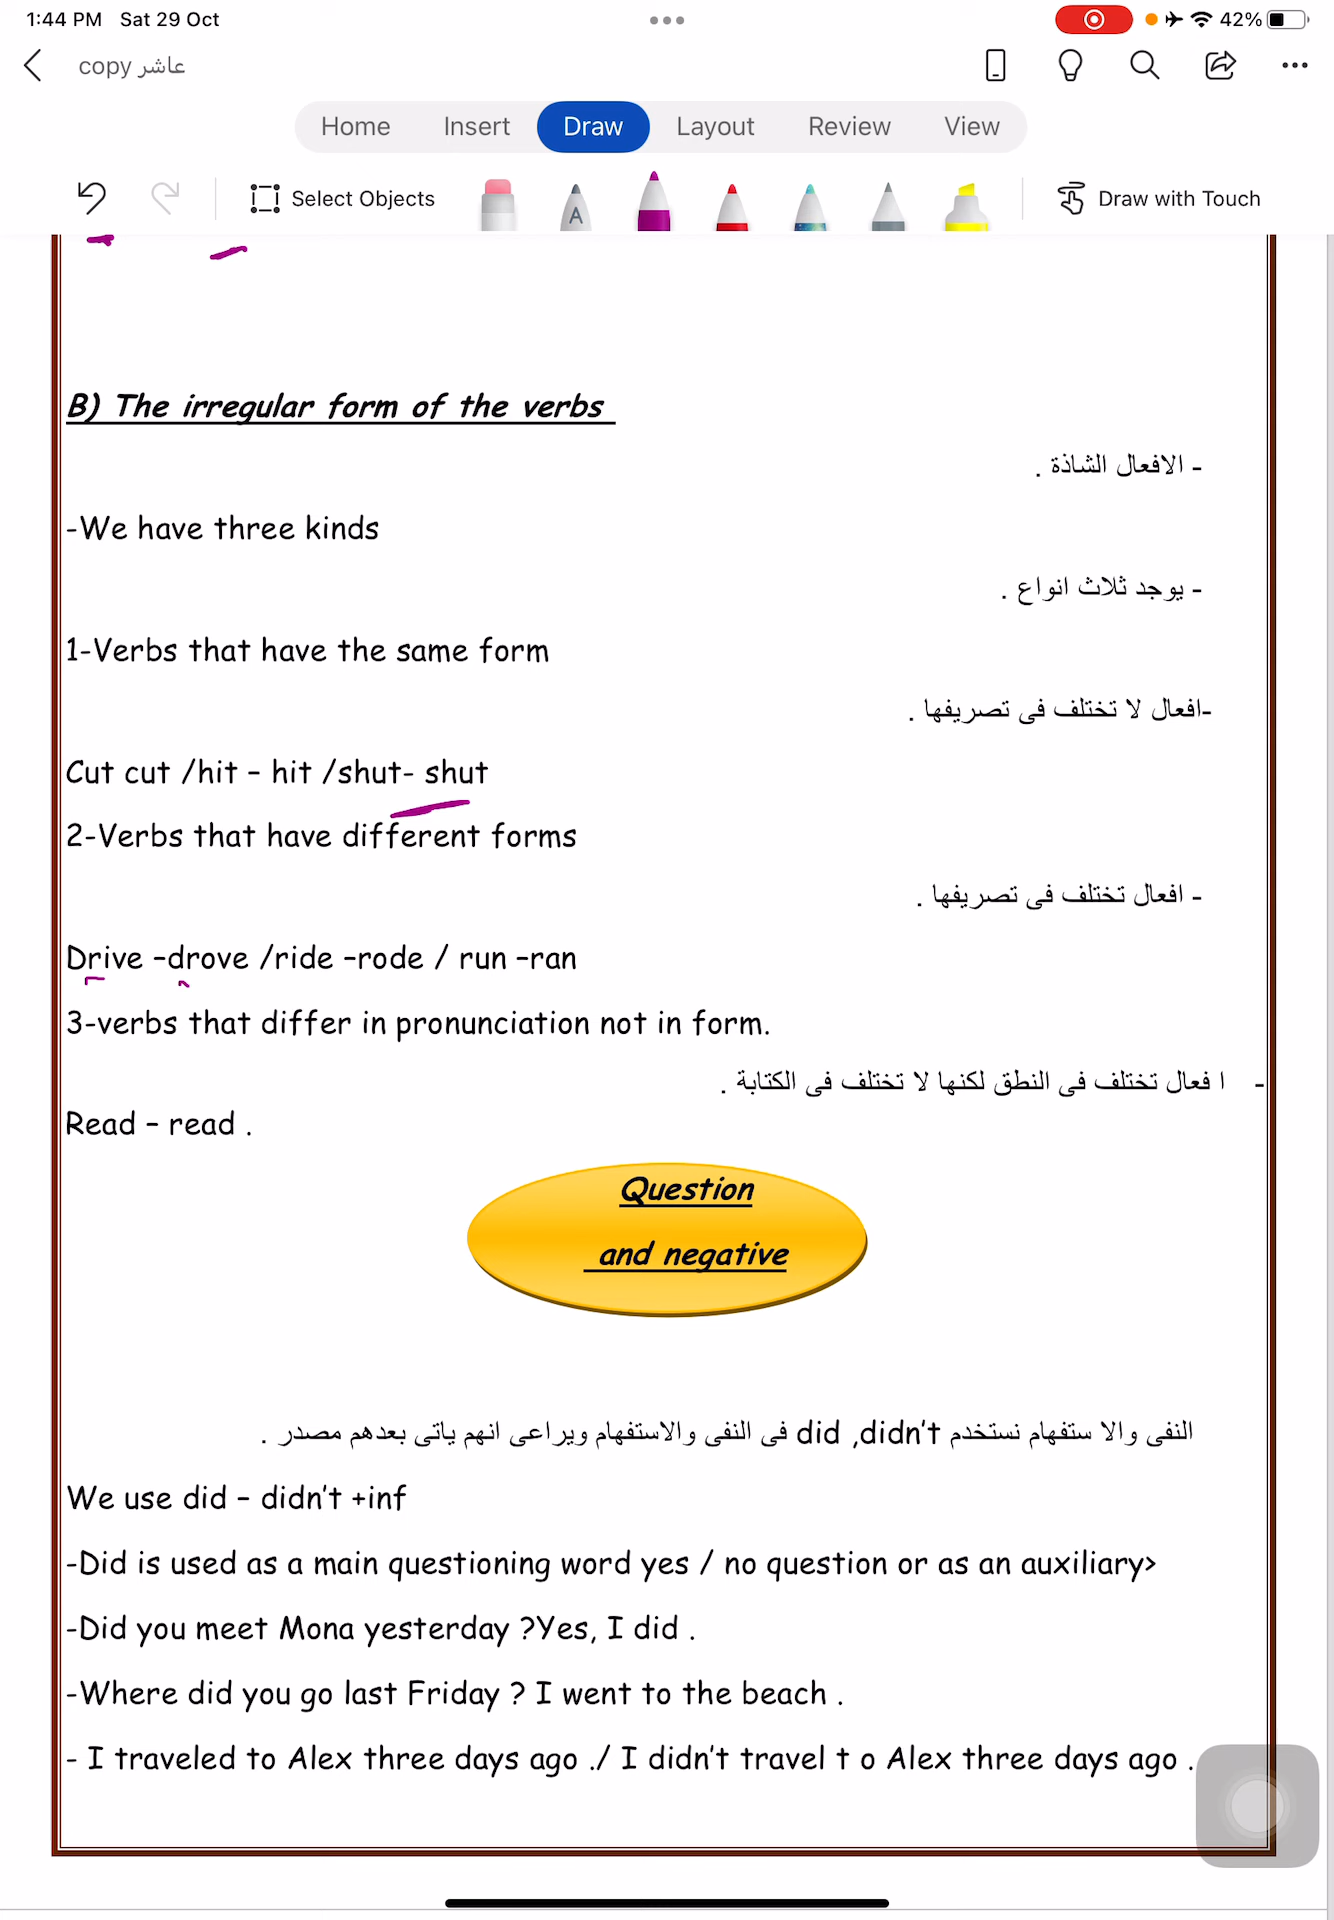 1:44 PM Sat 29 Oct
42%
copy عاشر
Home Insert Draw Layout Review View
Select Objects
A
Draw with Touch
B) The irregular form of the verbs
- الافعال الشاذة .
-We have three kinds
- يوجد ثلاث انواع .
1-Verbs that have the same form
-افعال لا تختلف فى تصريفها .
Cut cut /hit – hit /shut- shut
2-Verbs that have different forms
- افعال تختلف فى تصريفها .
Drive –drove /ride –rode / run –ran
3-verbs that differ in pronunciation not in form.
- ا فعال تختلف فى النطق لكنها لا تختلف فى الكتابة .
Read – read .
Question
and negative
النفى والا ستفهام نستخدم did ,didn't فى النفى والاستفهام ويراعى انهم ياتى بعدهم مصدر .
We use did – didn't +inf
-Did is used as a main questioning word yes / no question or as an auxiliary>
-Did you meet Mona yesterday ?Yes, I did .
-Where did you go last Friday ? I went to the beach .
- I traveled to Alex three days ago ./ I didn't travel t o Alex three days ago .